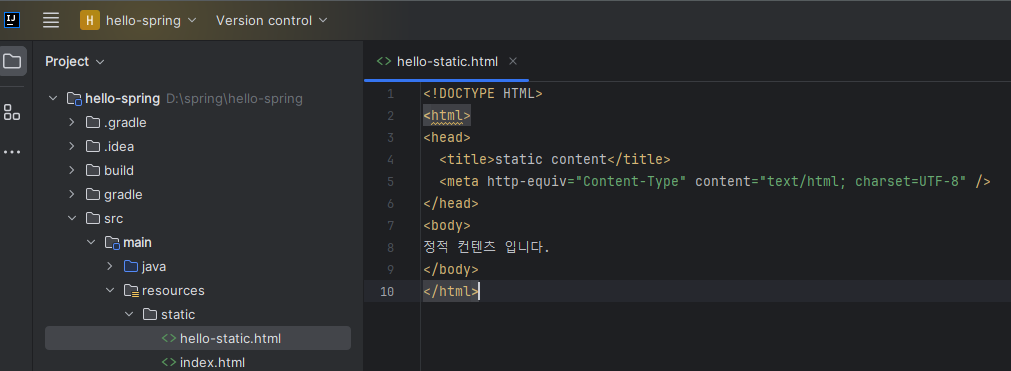 IJ H hello-spring Version control
Project
hello-static.html
hello-spring D:\spring\hello-spring
.gradle
.idea
build
gradle
src
main
java
resources
static
hello-static.html
index.html
1 <!DOCTYPE HTML>
2 <html>
3 <head>
4 <title>static content</title>
5 <meta http-equiv="Content-Type" content="text/html; charset=UTF-8" />
6 </head>
7 <body>
8 정적 컨텐츠 입니다.
9 </body>
10 </html>